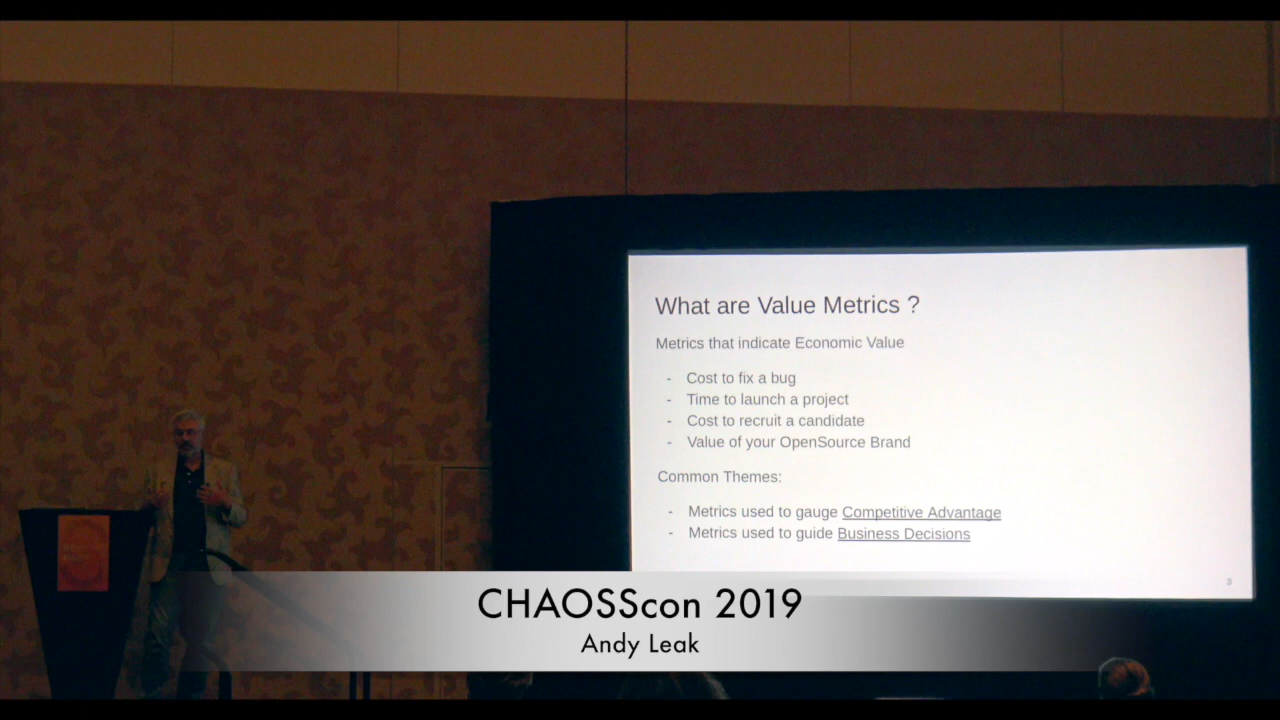 What are Value Metrics ?
Metrics that indicate Economic Value
- Cost to fix a bug
- Time to launch a project
- Cost to recruit a candidate
- Value of your OpenSource Brand
Common Themes:
- Metrics used to gauge Competitive Advantage
- Metrics used to guide Business Decisions
3
CHAOSScon 2019
Andy Leak